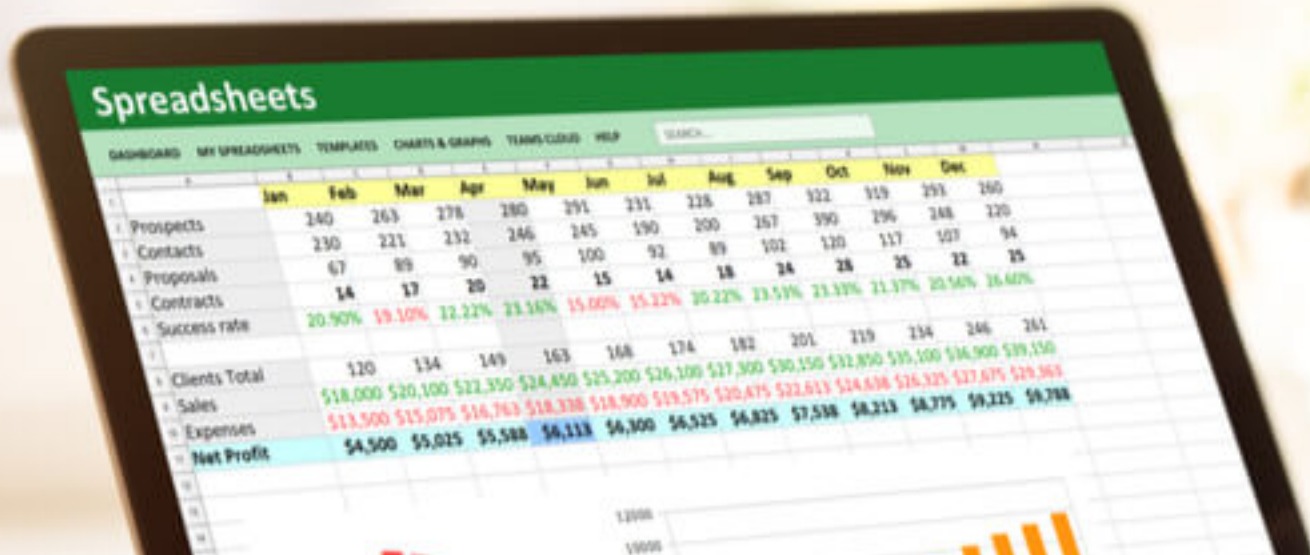 Spreadsheets
DASHBOARD MY SPREADSHEETS TEMPLATES CHARTS & GRAPHS TEAMS CLOUD HELP SEARCH...
Jan Feb Mar Apr May Jun Jul Aug Sep Oct Nov Dec
Prospects 240 263 278 280 291 231 228 287 322 319 293 260
Contacts 230 221 232 246 245 190 200 267 390 296 248 220
Proposals 67 89 90 95 100 92 89 102 120 117 107 94
Contracts 14 17 20 22 15 14 18 24 28 25 22 25
Success rate 20.90% 19.10% 22.22% 23.16% 15.00% 15.22% 20.22% 23.53% 23.33% 21.37% 20.56% 26.60%
Clients Total 120 134 149 163 168 174 182 201 219 234 246 261
Sales $18,000 $20,100 $22,350 $24,450 $25,200 $26,100 $27,300 $30,150 $32,850 $35,100 $36,900 $39,150
Expenses $13,500 $15,075 $16,763 $18,338 $18,900 $19,575 $20,475 $22,613 $24,638 $26,325 $27,675 $29,363
Net Profit $4,500 $5,025 $5,588 $6,113 $6,300 $6,525 $6,825 $7,538 $8,213 $8,775 $9,225 $9,788
12000
10000